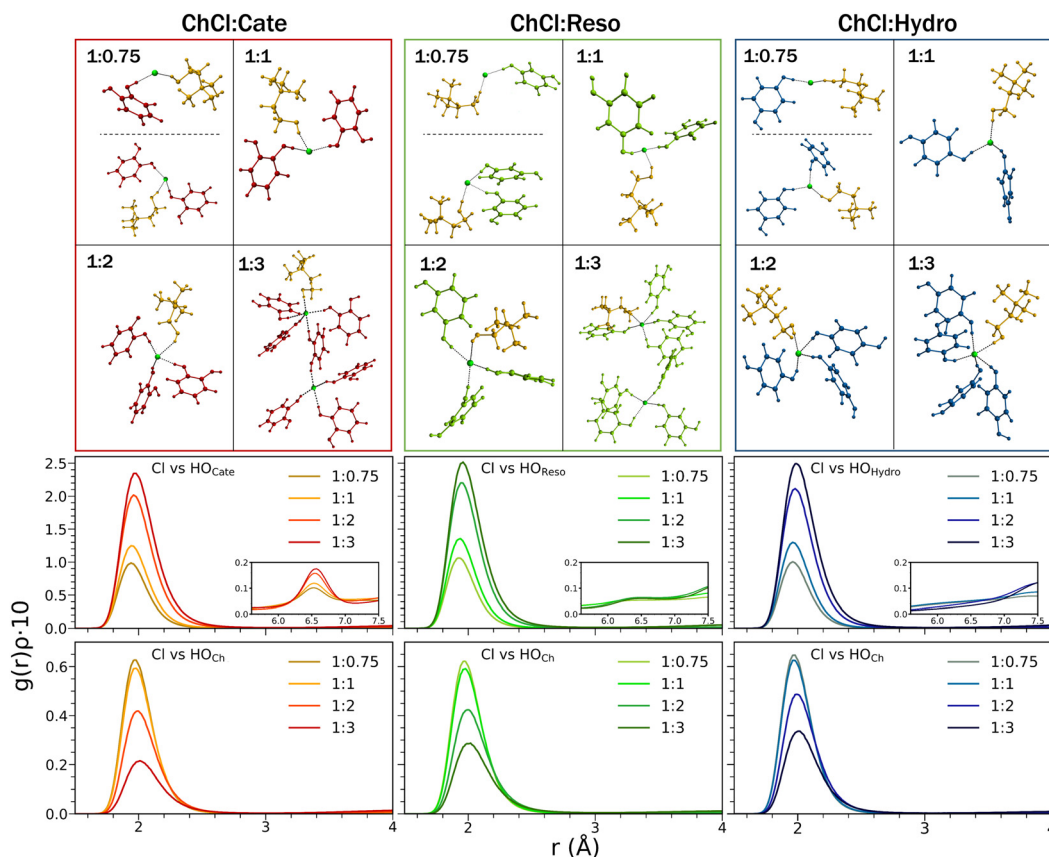 ChCl:Cate ChCl:Reso ChCl:Hydro
1:0.75 1:1 1:0.75 1:1 1:0.75 1:1
1:2 1:3 1:2 1:3 1:2 1:3
g(r)ρ·10
2.5
2.0
1.5
1.0
0.5
0.0
Cl vs HO_Cate
1:0.75
1:1
1:2
1:3
0.2
0.1
0.0
6.0 6.5 7.0 7.5
Cl vs HO_Reso
1:0.75
1:1
1:2
1:3
0.2
0.1
0.0
6.0 6.5 7.0 7.5
Cl vs HO_Hydro
1:0.75
1:1
1:2
1:3
0.2
0.1
0.0
6.0 6.5 7.0 7.5
0.6
0.4
0.2
0.0
Cl vs HO_Ch
1:0.75
1:1
1:2
1:3
2 3 4
Cl vs HO_Ch
1:0.75
1:1
1:2
1:3
2 3 4
Cl vs HO_Ch
1:0.75
1:1
1:2
1:3
2 3 4
r (Å)